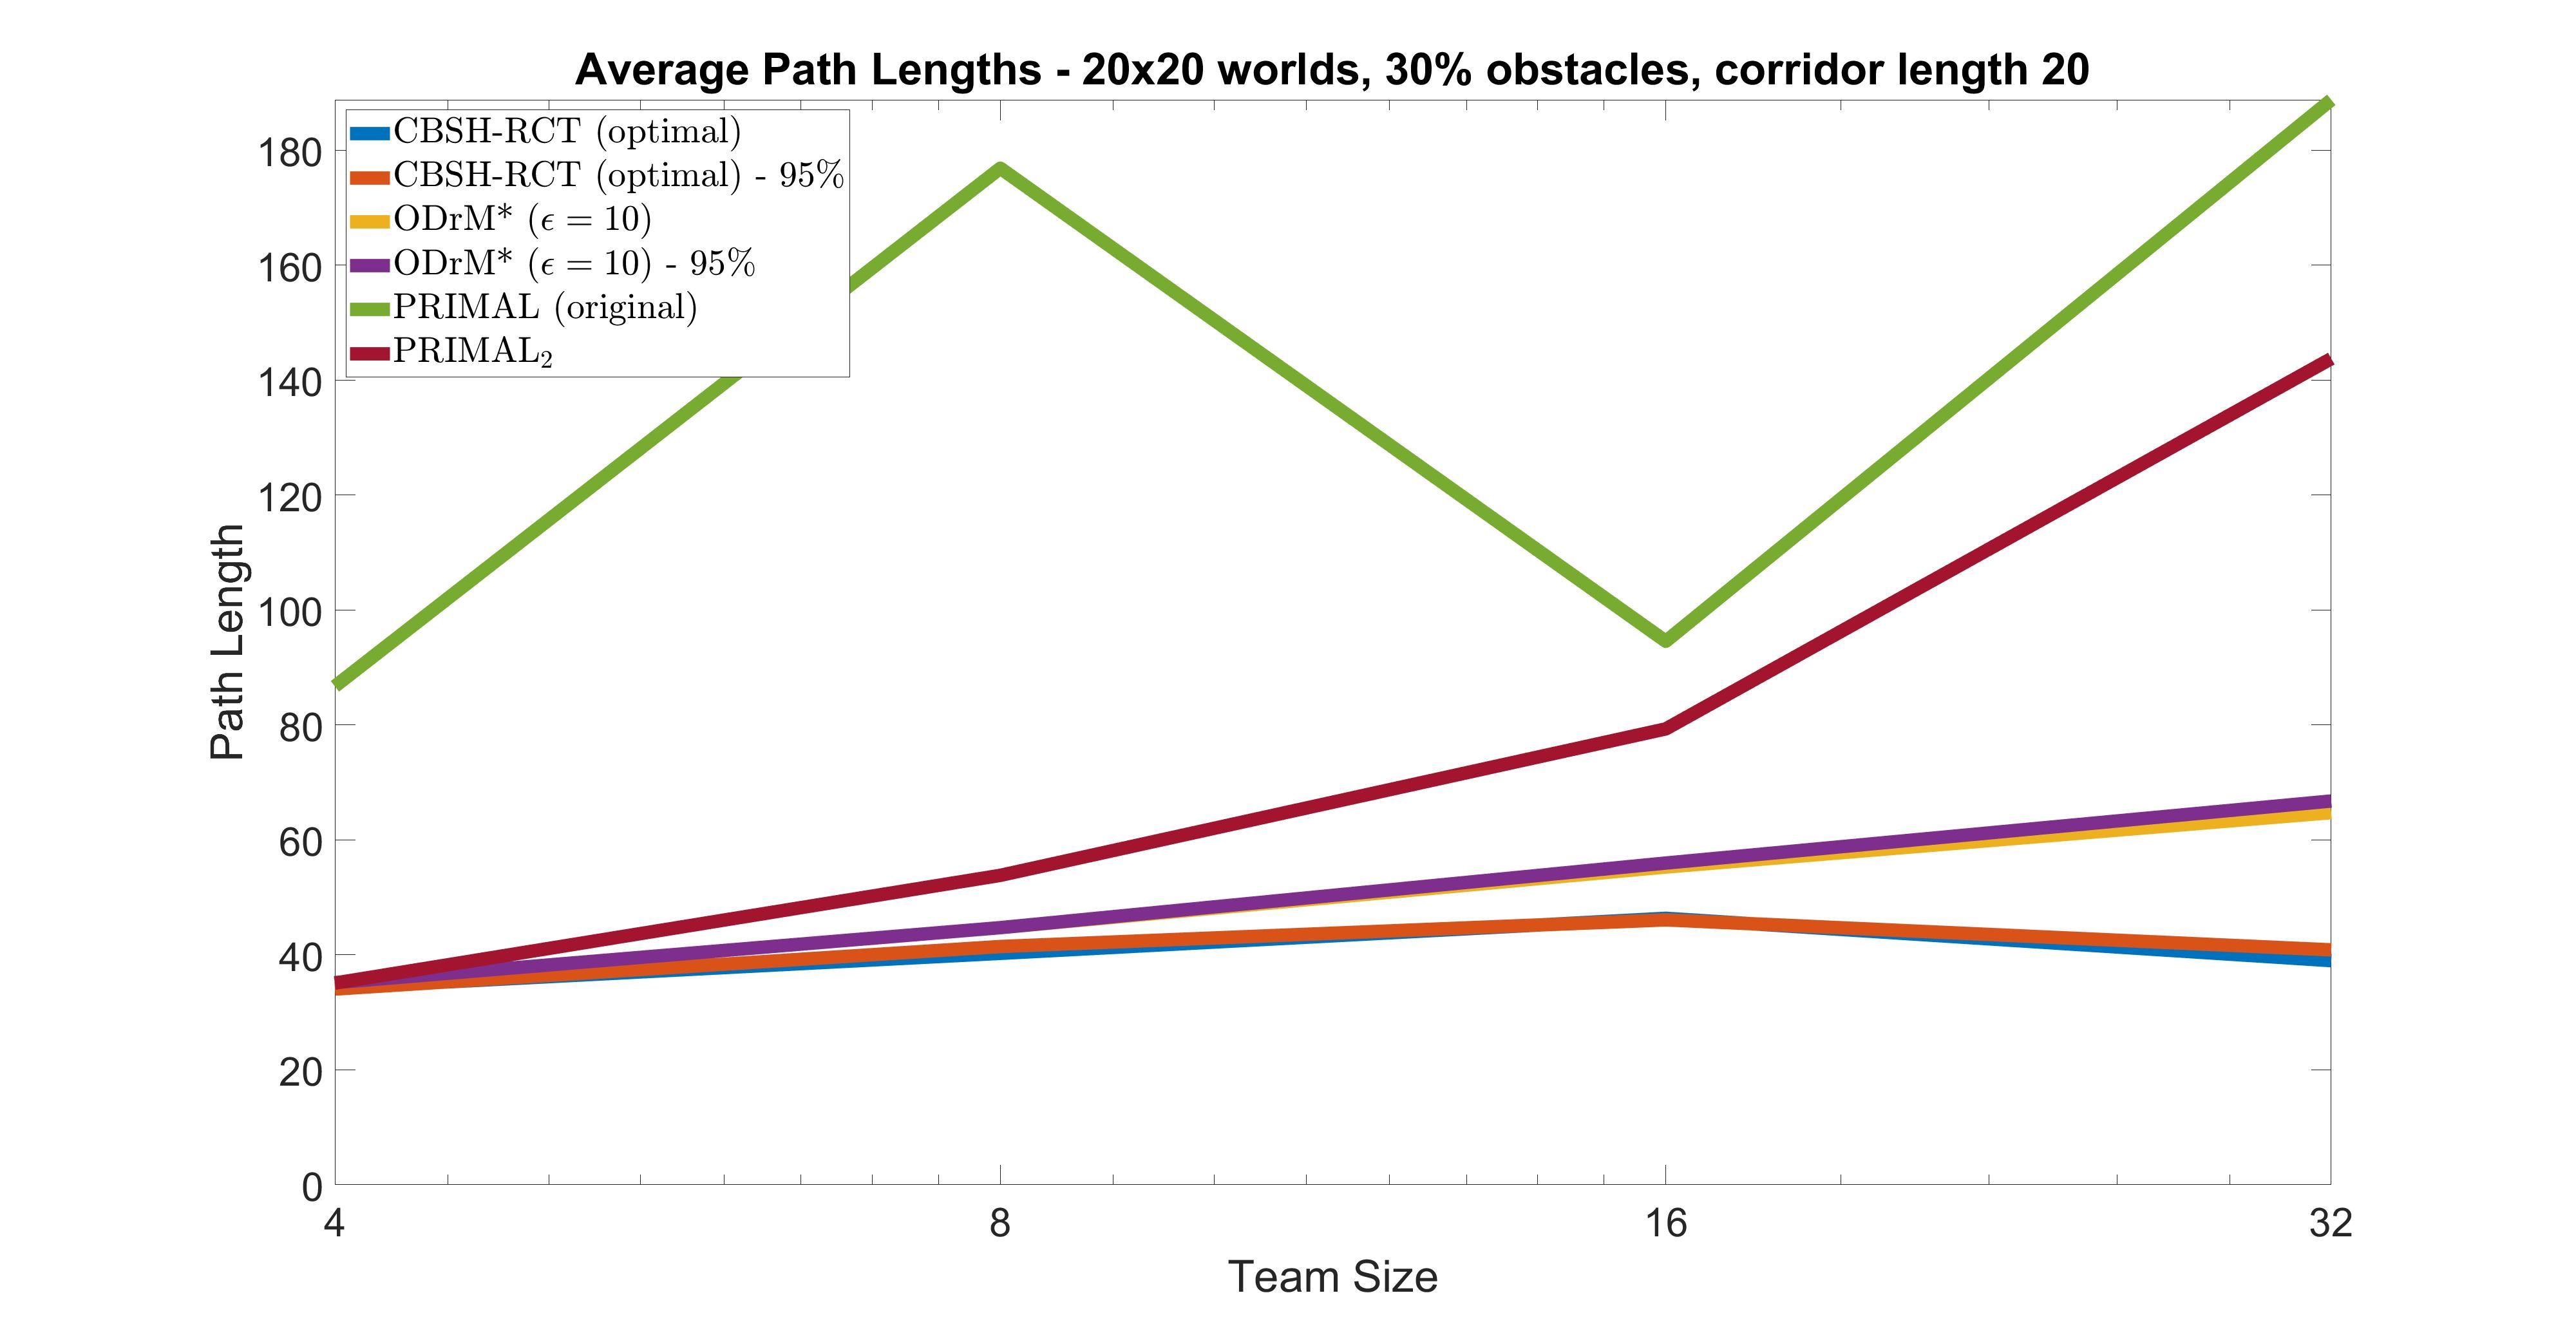 Average Path Lengths - 20x20 worlds, 30% obstacles, corridor length 20
CBSH-RCT (optimal)
CBSH-RCT (optimal) - 95%
ODrM* (ϵ = 10)
ODrM* (ϵ = 10) - 95%
PRIMAL (original)
PRIMAL₂
180
160
140
120
100
80
60
40
20
0
Path Length
4 8 16 32
Team Size